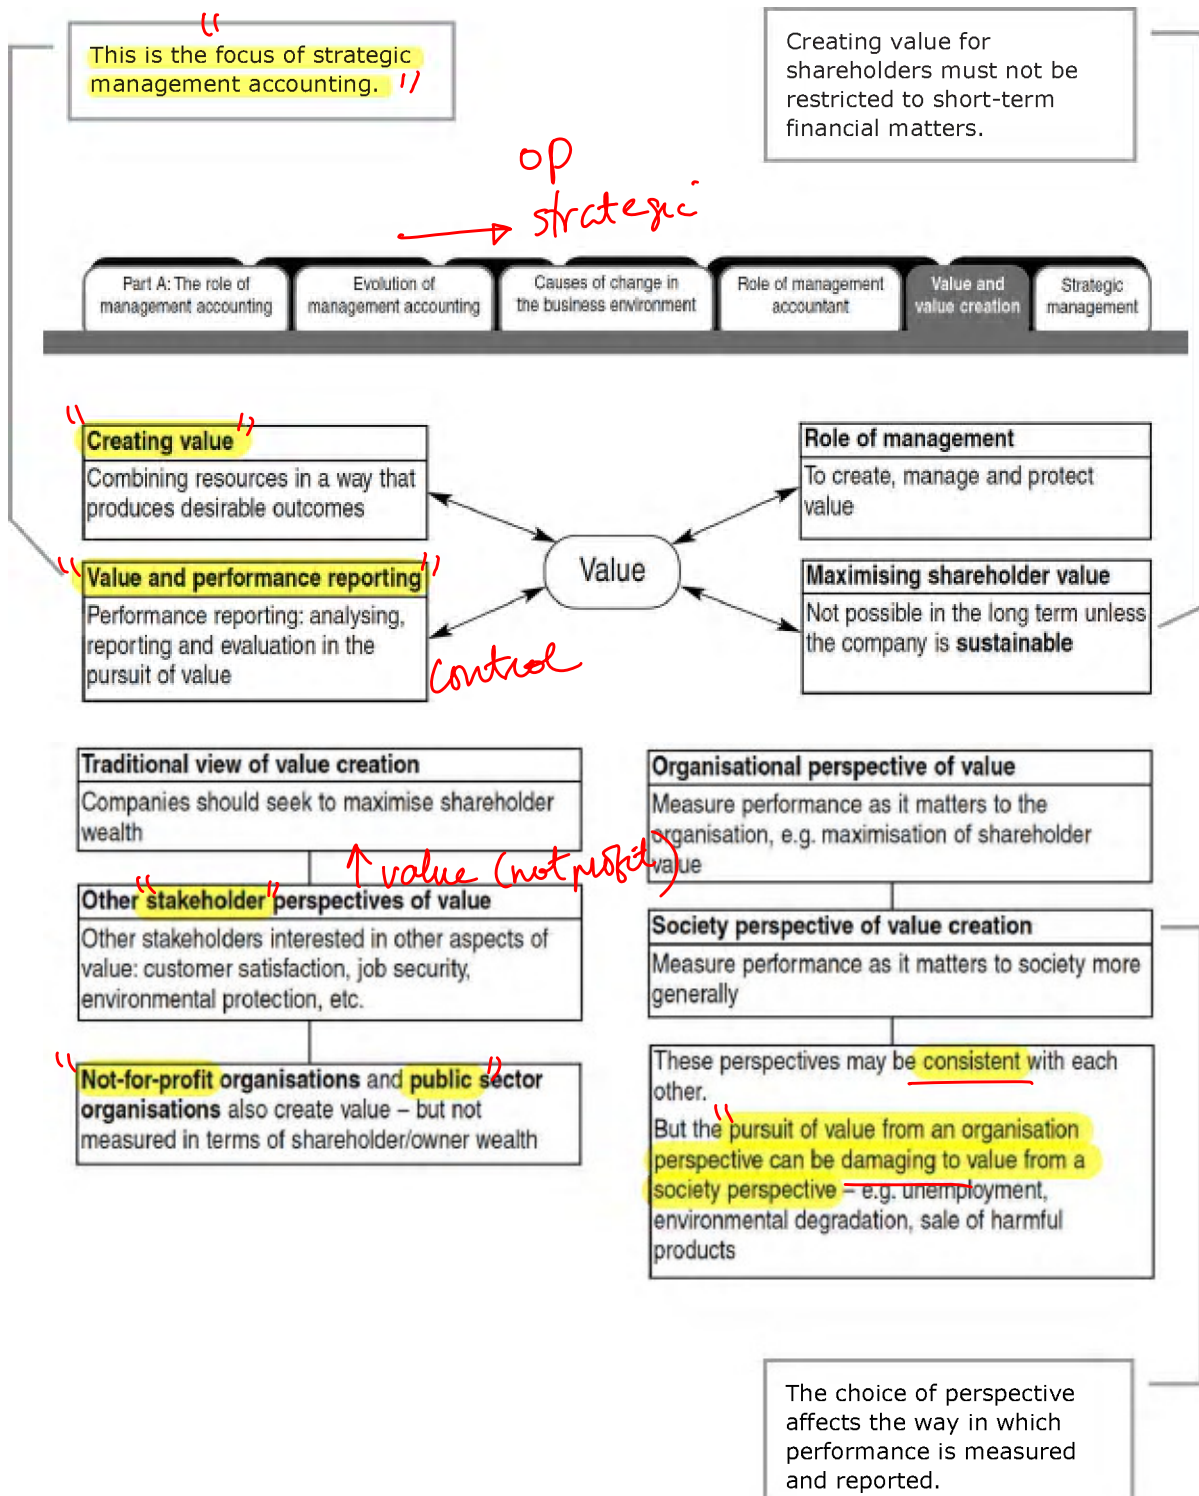 This is the focus of strategic
management accounting.
Creating value for
shareholders must not be
restricted to short-term
financial matters.
op
strategic
Part A: The role of
management accounting
Evolution of
management accounting
Causes of change in
the business environment
Role of management
accountant
Value and
value creation
Strategic
management
Creating value
Combining resources in a way that
produces desirable outcomes
Role of management
To create, manage and protect
value
Value
Value and performance reporting
Performance reporting: analysing,
reporting and evaluation in the
pursuit of value
control
Maximising shareholder value
Not possible in the long term unless
the company is sustainable
Traditional view of value creation
Companies should seek to maximise shareholder
wealth
↑ value (not profit)
Other "stakeholder" perspectives of value
Other stakeholders interested in other aspects of
value: customer satisfaction, job security,
environmental protection, etc.
"Not-for-profit organisations and public" sector
organisations also create value – but not
measured in terms of shareholder/owner wealth
Organisational perspective of value
Measure performance as it matters to the
organisation, e.g. maximisation of shareholder
value
Society perspective of value creation
Measure performance as it matters to society more
generally
These perspectives may be consistent with each
other.
But the "pursuit of value from an organisation
perspective can be damaging to value from a
society perspective – e.g. unemployment,
environmental degradation, sale of harmful
products
The choice of perspective
affects the way in which
performance is measured
and reported.